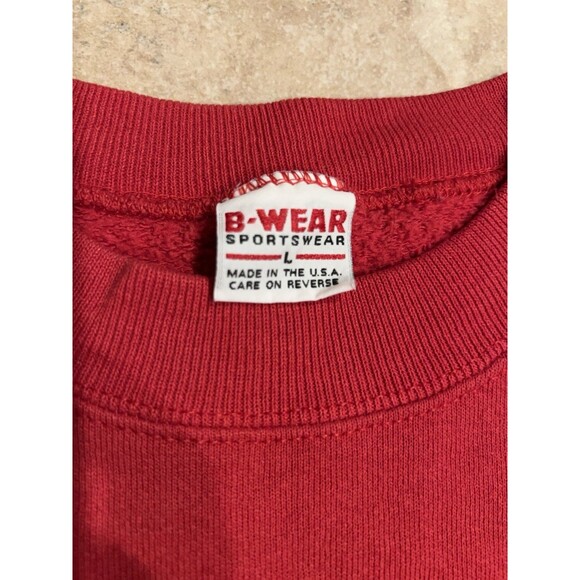 B-WEAR
SPORTSWEAR
L
MADE IN THE U.S.A.
CARE ON REVERSE